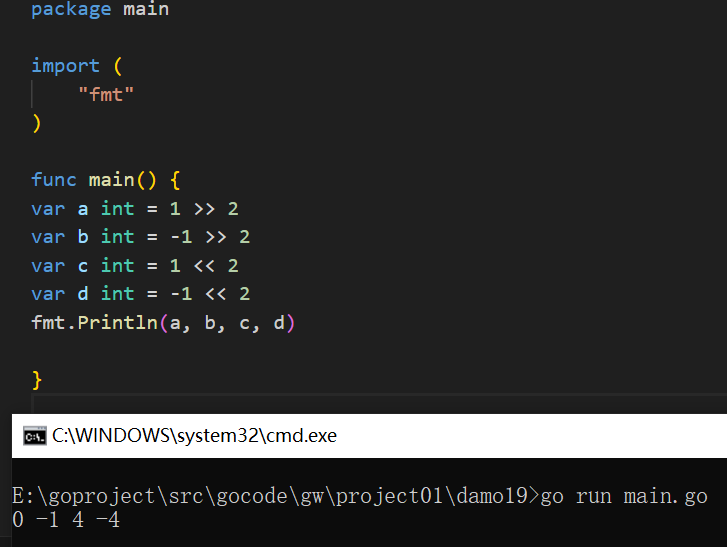 package main
import (
"fmt"
)
func main() {
var a int = 1 >> 2
var b int = -1 >> 2
var c int = 1 << 2
var d int = -1 << 2
fmt.Println(a, b, c, d)
}
C:\WINDOWS\system32\cmd.exe
E:\goproject\src\gocode\gw\project01\damo19>go run main.go
0 -1 4 -4